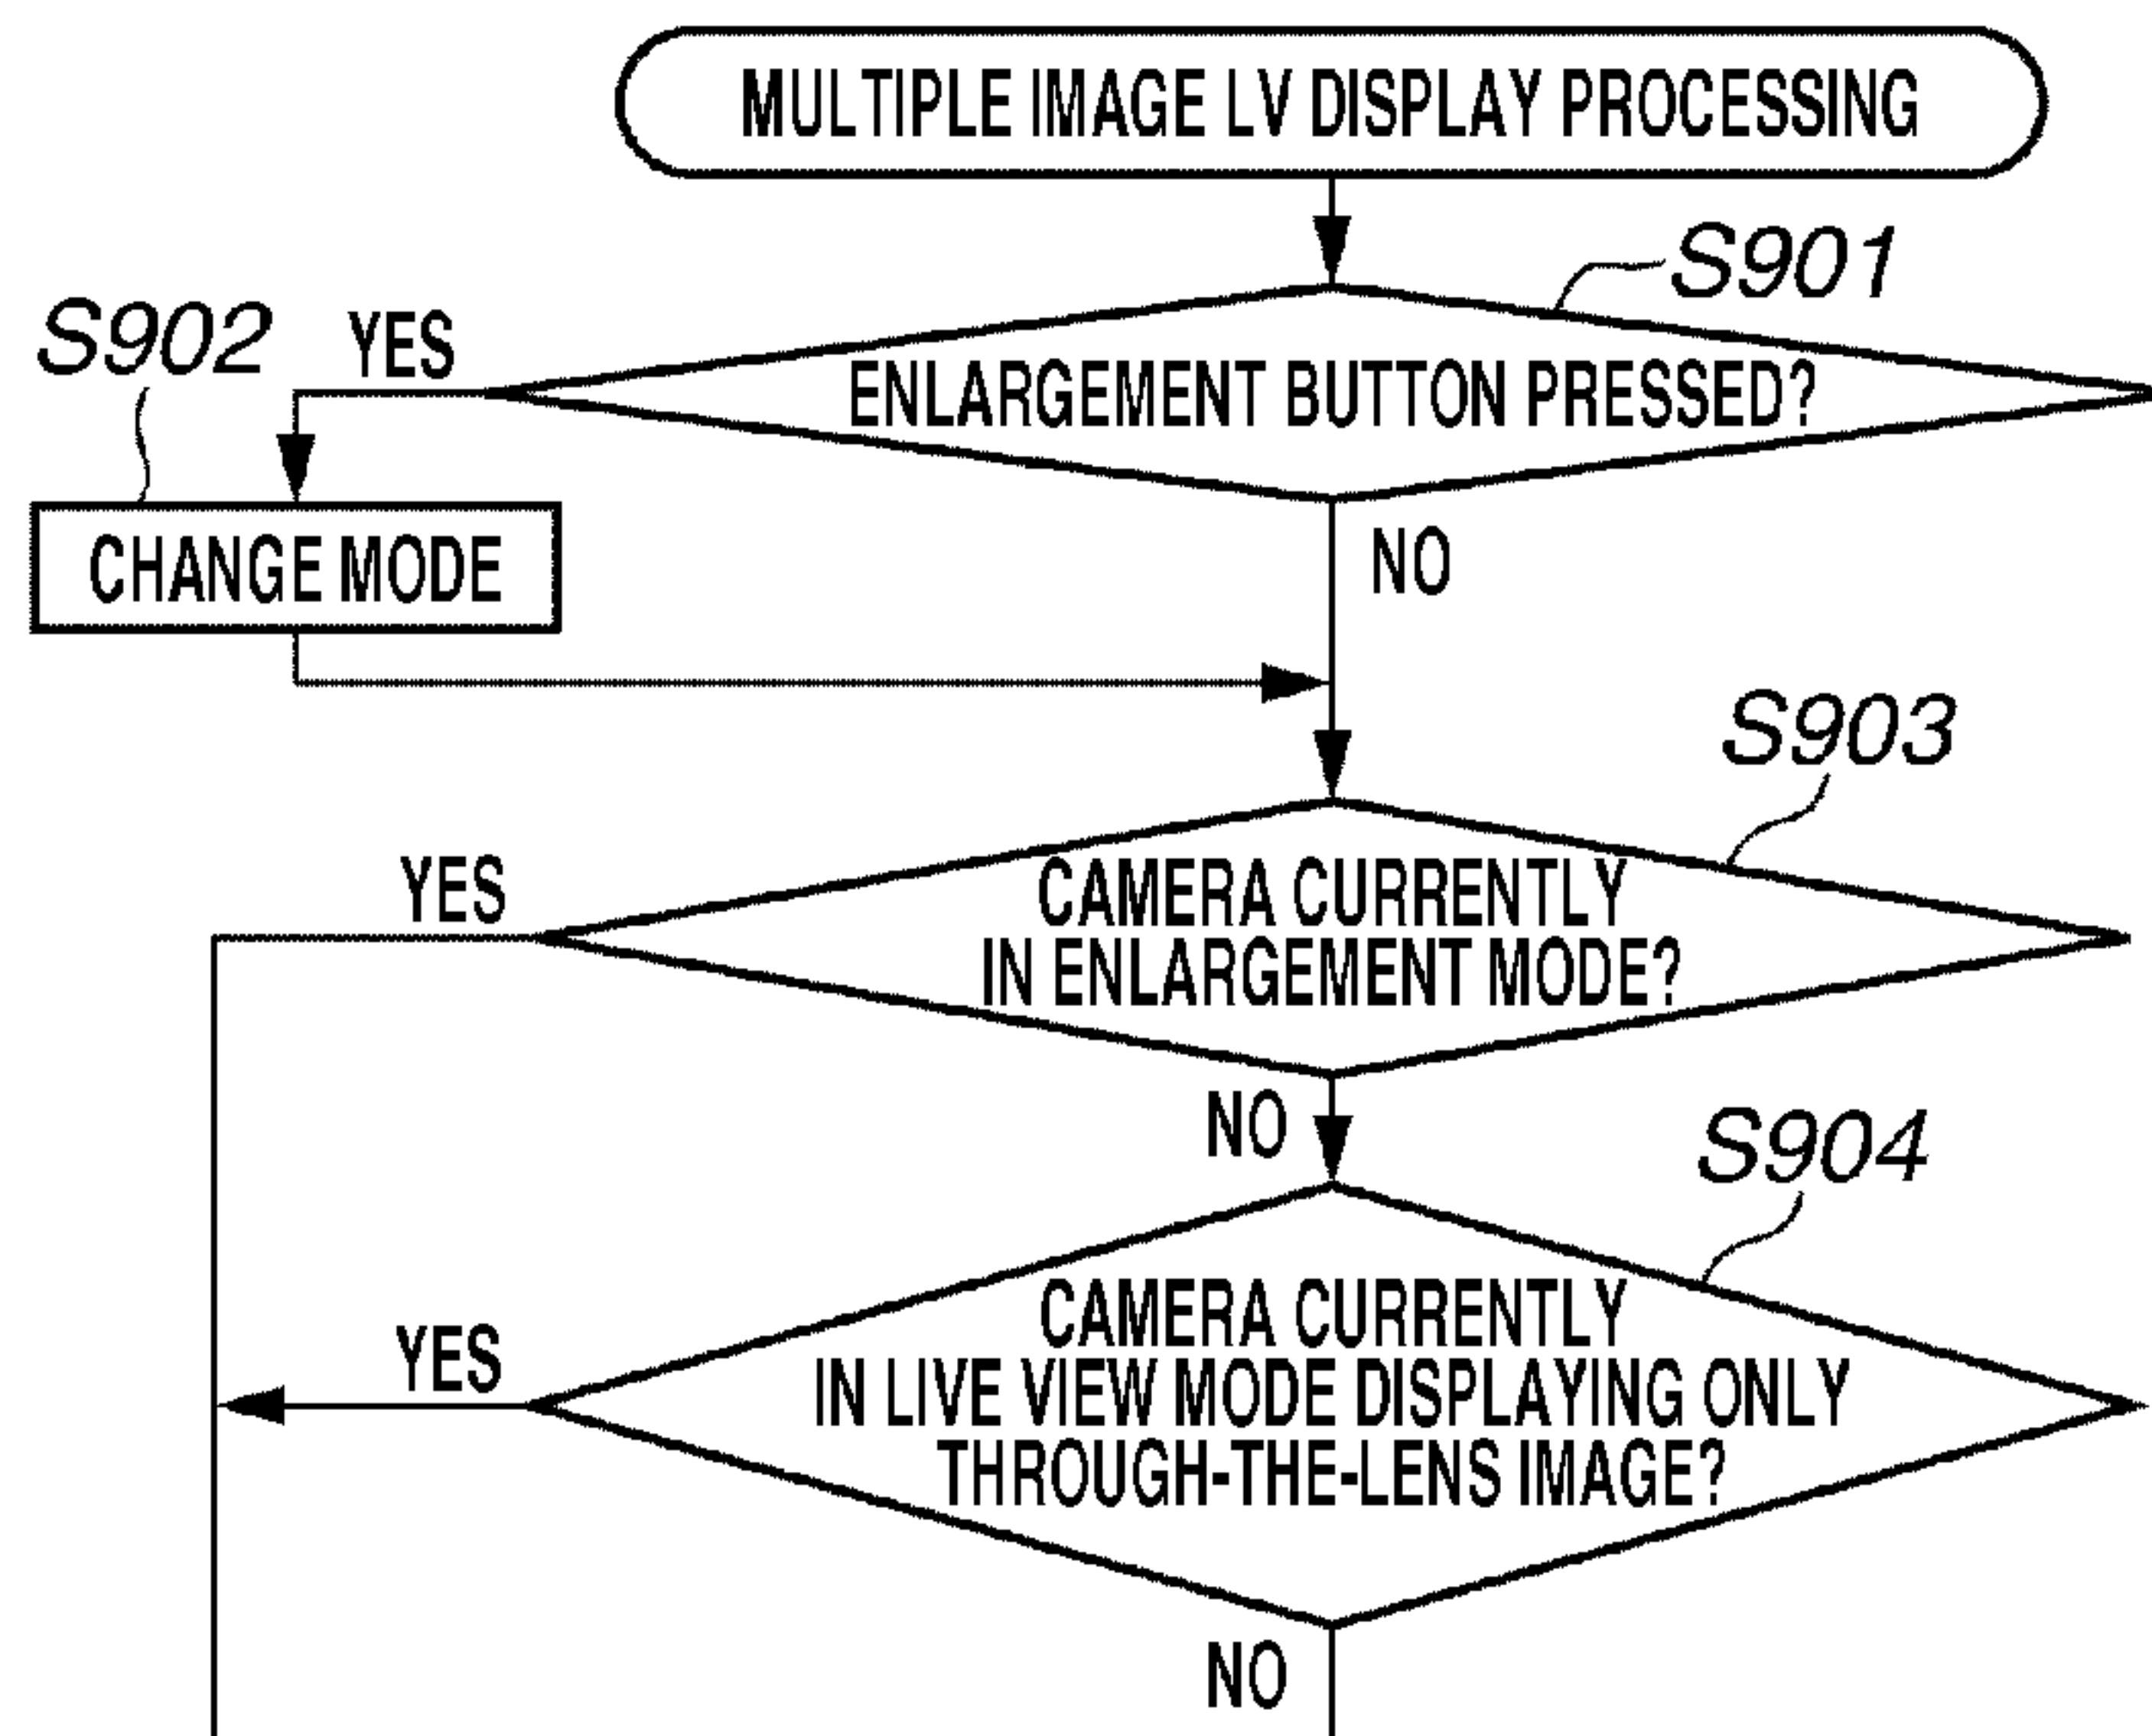 MULTIPLE IMAGE LV DISPLAY PROCESSING
S901
S902
YES
ENLARGEMENT BUTTON PRESSED?
CHANGE MODE
NO
S903
YES
CAMERA CURRENTLY
IN ENLARGEMENT MODE?
NO
S904
CAMERA CURRENTLY
YES
IN LIVE VIEW MODE DISPLAYING ONLY
THROUGH-THE-LENS IMAGE?
NO